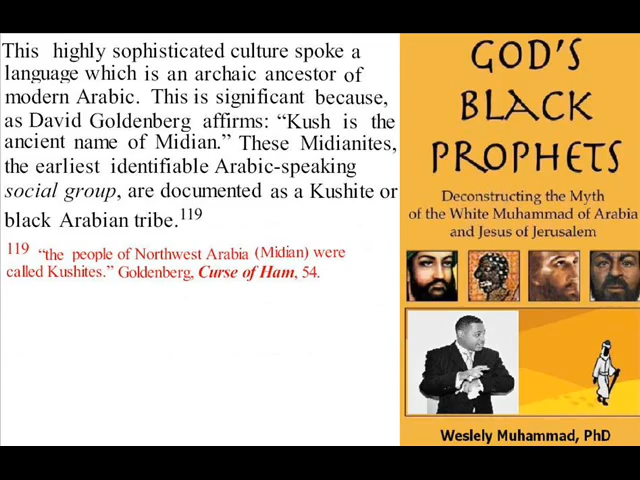 This highly sophisticated culture spoke a
language which is an archaic ancestor of
modern Arabic. This is significant because,
as David Goldenberg affirms: “Kush is the
ancient name of Midian.” These Midianites,
the earliest identifiable Arabic-speaking
social group, are documented as a Kushite or
black Arabian tribe.119
119 “the people of Northwest Arabia (Midian) were
called Kushites.” Goldenberg, Curse of Ham, 54.
GOD'S
BLACK
PROPHETS
Deconstructing the Myth
of the White Muhammad of Arabia
and Jesus of Jerusalem
Weslely Muhammad, PhD